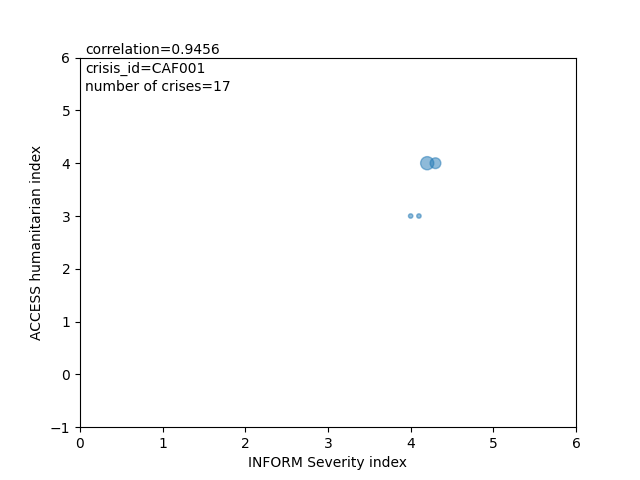 correlation=0.9456
crisis_id=CAF001
number of crises=17
ACCESS humanitarian index
6
5
4
3
2
1
0
−1
0 1 2 3 4 5 6
INFORM Severity index